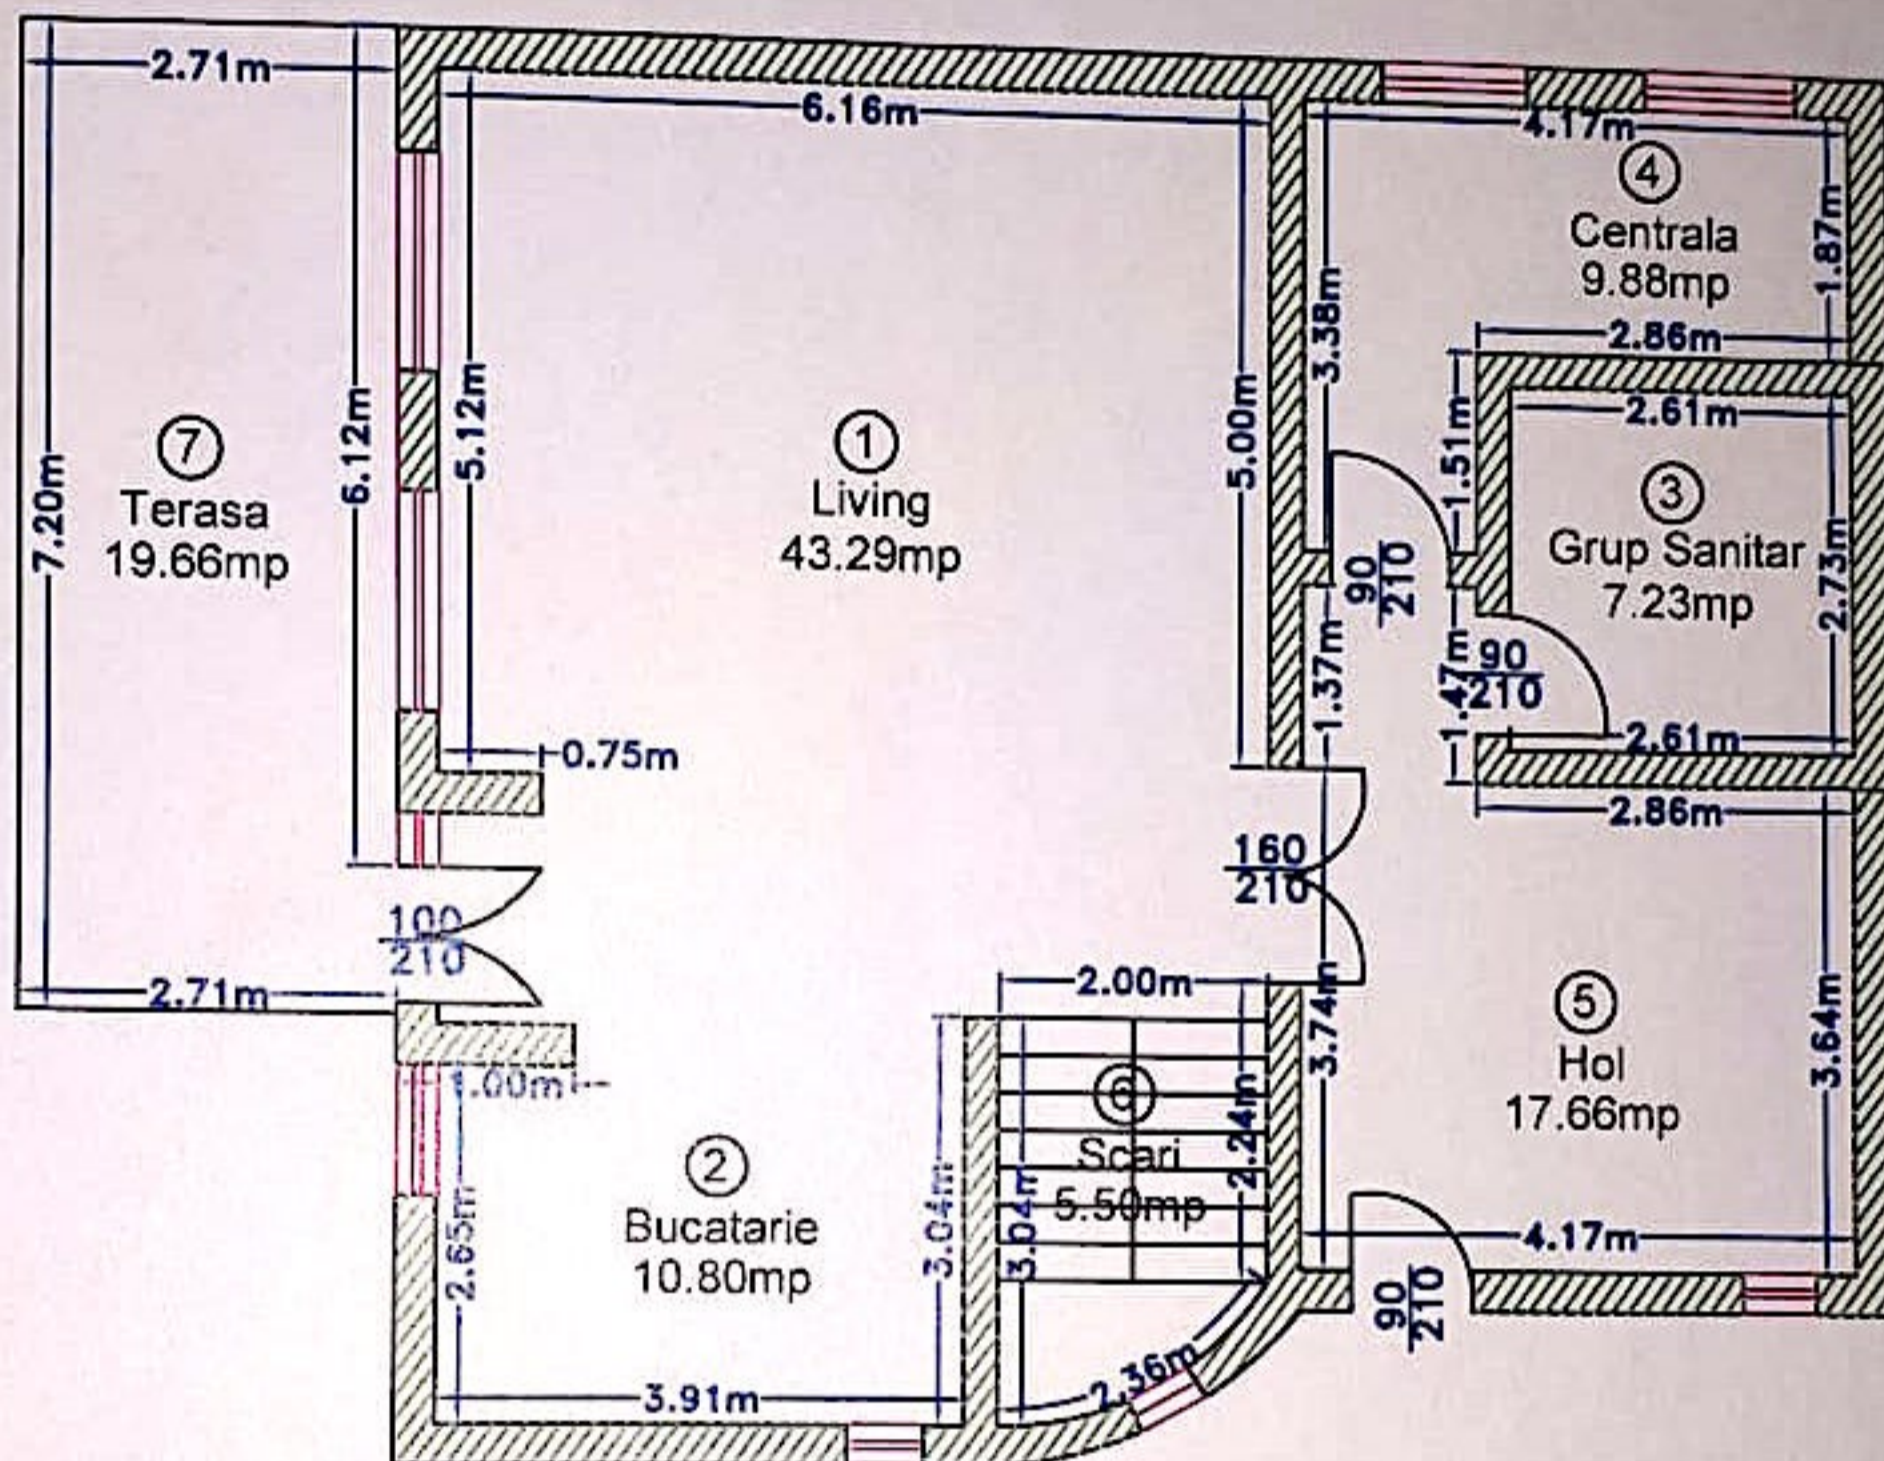 2.71m
6.16m
4.17m
4
Centrala
9.88mp
1.87m
3.38m
2.86m
7.20m
6.12m
5.12m
5.00m
1.51m
2.61m
7
Terasa
19.66mp
1
Living
43.29mp
3
Grup Sanitar
7.23mp
2.73m
90
210
1.37m
1.47m
90
210
2.61m
0.75m
2.86m
160
210
100
210
2.71m
2.00m
5
Hol
17.66mp
3.74m
3.64m
1.00m
6
Scari
5.50mp
2.24m
2
Bucatarie
10.80mp
2.65m
3.04m
3.04m
4.17m
90
210
2.36m
3.91m